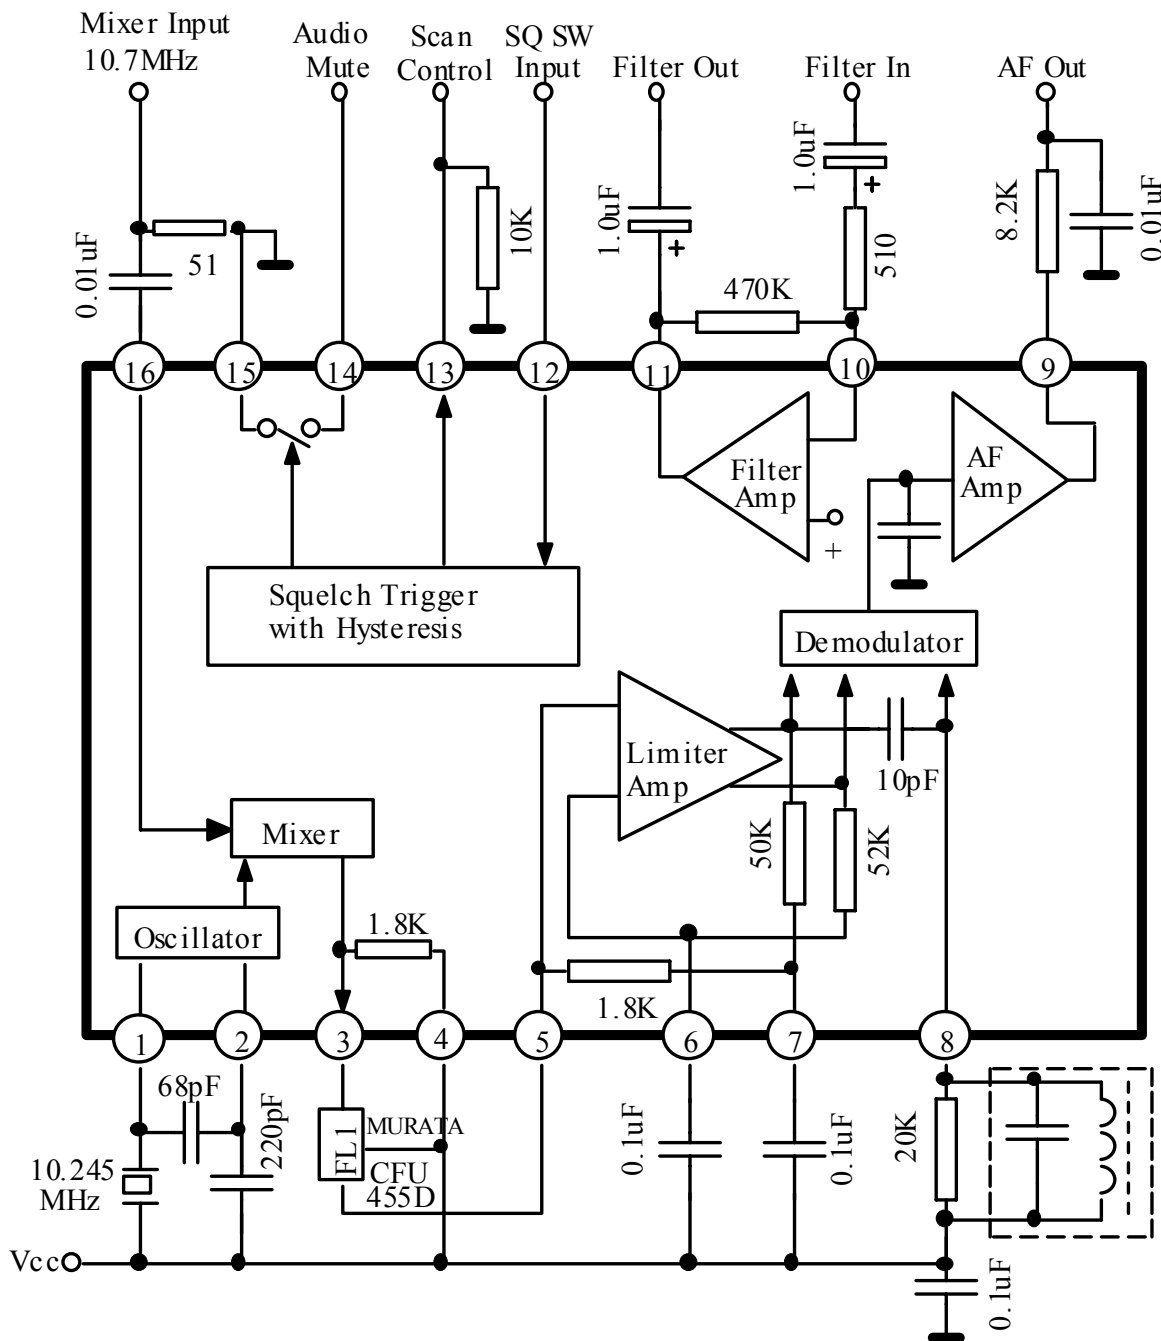 Mixer Input
10.7MHz
Audio
Mute
Scan
Control
SQ SW
Input
Filter Out
Filter In
AF Out
0.01uF
51
10K
1.0uF
+
1.0uF
+
510
470K
8.2K
0.01uF
16
15
14
13
12
11
10
9
Filter
Amp
+
AF
Amp
Squelch Trigger
with Hysteresis
Demodulator
Limiter
Amp
10pF
50K
52K
Mixer
Oscillator
1.8K
1.8K
1
2
3
4
5
6
7
8
68pF
220pF
10.245
MHz
FL1
MURATA
CFU
455D
0.1uF
0.1uF
20K
Vcc
0.1uF